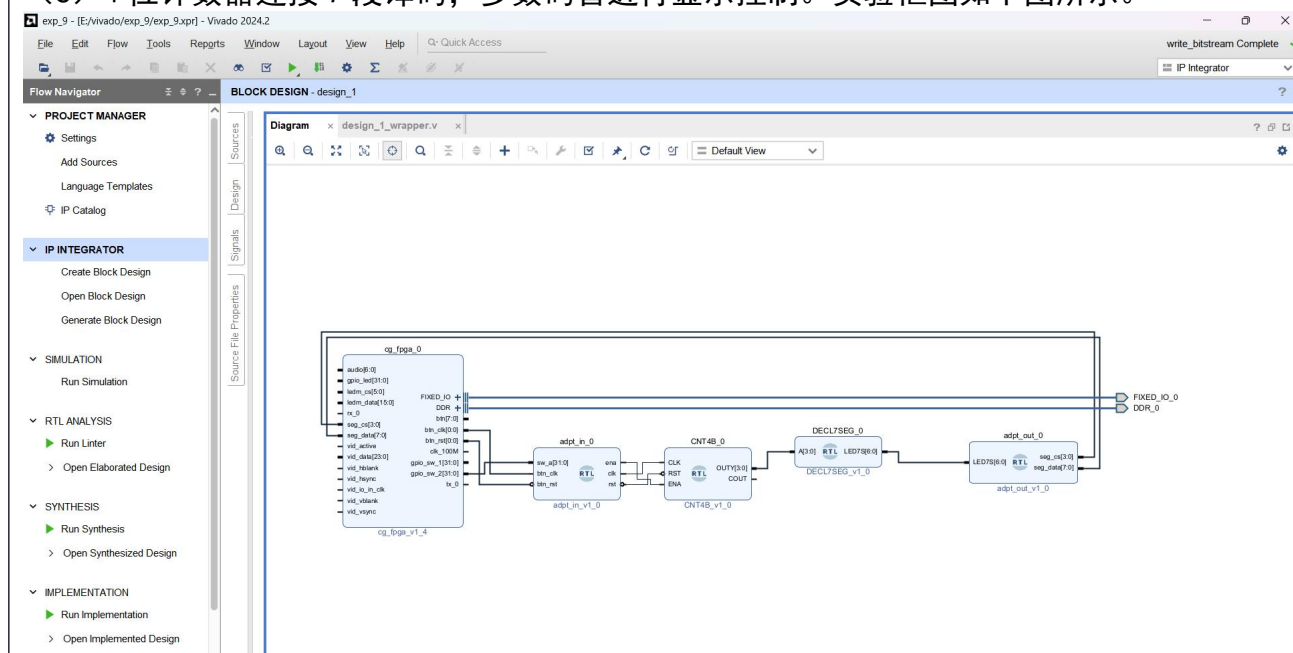 exp_9 - [E:/vivado/exp_9/exp_9.xpr] - Vivado 2024.2
File Edit Flow Tools Reports Window Layout View Help Q- Quick Access
write_bitstream Complete
IP Integrator
Flow Navigator
BLOCK DESIGN - design_1
PROJECT MANAGER
Settings
Add Sources
Language Templates
IP Catalog
IP INTEGRATOR
Create Block Design
Open Block Design
Generate Block Design
SIMULATION
Run Simulation
RTL ANALYSIS
Run Linter
Open Elaborated Design
SYNTHESIS
Run Synthesis
Open Synthesized Design
IMPLEMENTATION
Run Implementation
Open Implemented Design
Sources
Design
Signals
Source File Properties
Diagram × design_1_wrapper.v ×
Default View
cg_fpga_0
audio[6:0]
gpio_led[31:0]
ledm_cs[5:0]
ledm_data[15:0]
rx_0
seg_cs[3:0]
seg_data[7:0]
vid_active
vid_data[23:0]
vid_hblank
vid_hsync
vid_io_in_clk
vid_vblank
vid_vsync
FIXED_IO
DDR
btn[7:0]
btn_clk[0:0]
btn_rst[0:0]
clk_100M
gpio_sw_1[31:0]
gpio_sw_2[31:0]
tx_0
cg_fpga_v1_4
adpt_in_0
sw_a[31:0]
btn_clk
btn_rst
RTL
ena
clk
rst
adpt_in_v1_0
CNT4B_0
CLK
RST
ENA
RTL
OUTY[3:0]
COUT
CNT4B_v1_0
DECL7SEG_0
A[3:0] RTL LED7S[6:0]
DECL7SEG_v1_0
adpt_out_0
LED7S[6:0] RTL
seg_cs[3:0]
seg_data[7:0]
adpt_out_v1_0
FIXED_IO_0
DDR_0